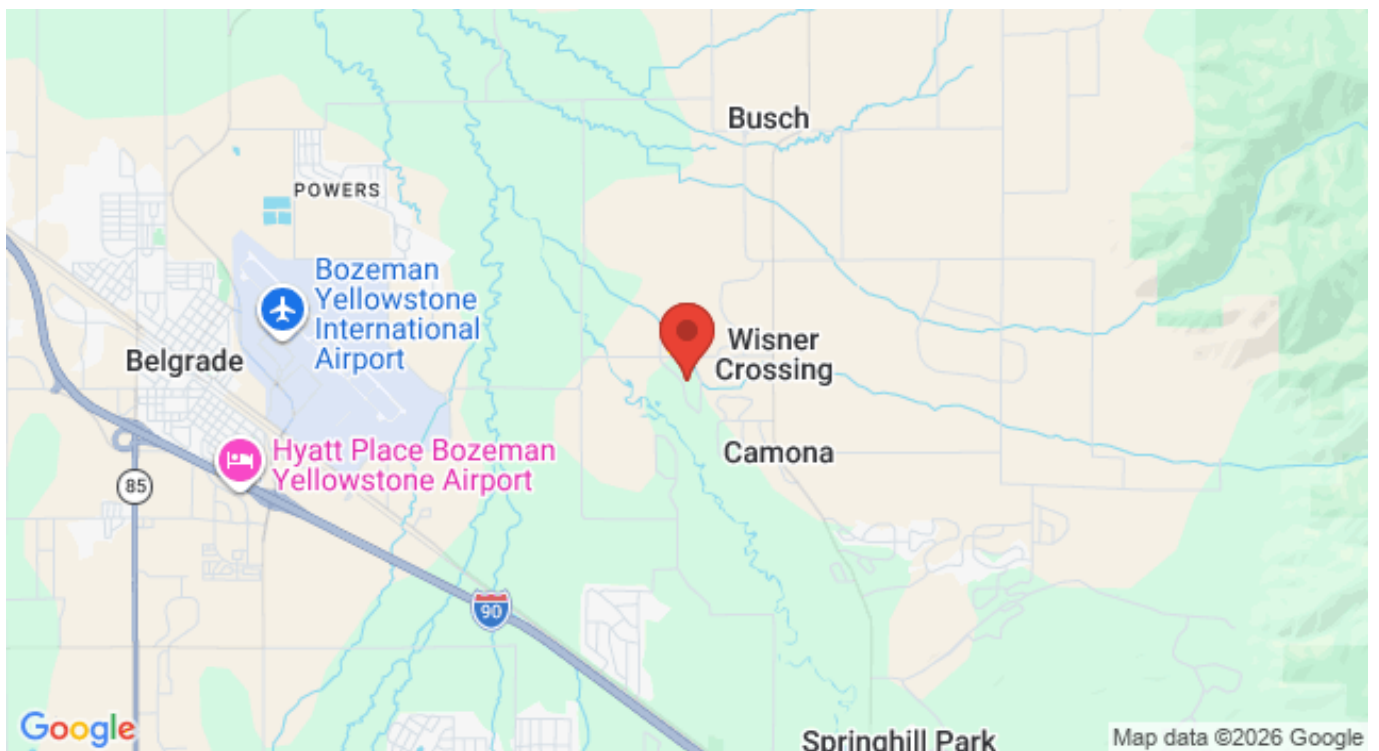 Busch
POWERS
Bozeman
Yellowstone
International
Airport
Belgrade
Wisner
Crossing
Camona
Hyatt Place Bozeman
Yellowstone Airport
85
90
Springhill Park
Google
Map data ©2026 Google